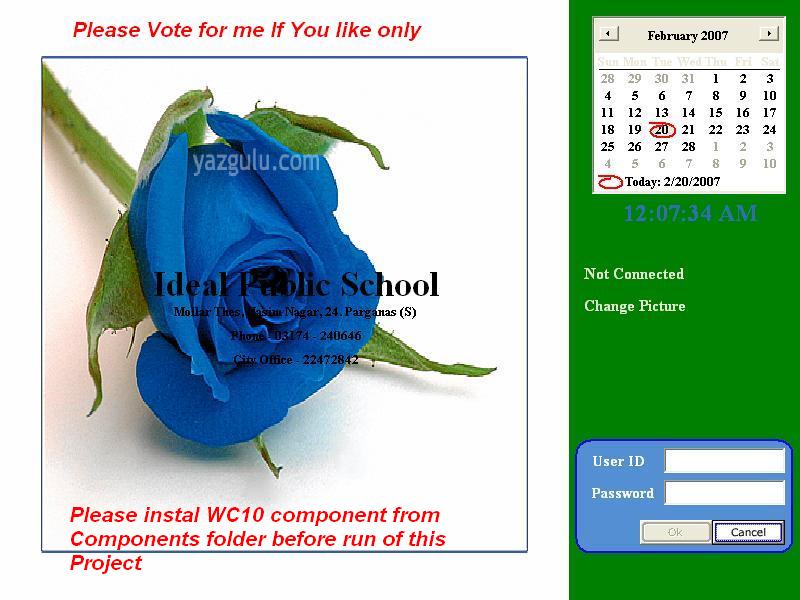 Please Vote for me If You like only
yazgulu.com
Ideal Public School
Mollar Thes, Nagar, 24. Parganas (S)
Phone - 03174 - 240646
City Office - 22472842
Please instal WC10 component from
Components folder before run of this
Project
February 2007
Sun Mon Tue Wed Thu Fri Sat
28 29 30 31 1 2 3
4 5 6 7 8 9 10
11 12 13 14 15 16 17
18 19 20 21 22 23 24
25 26 27 28 1 2 3
4 5 6 7 8 9 10
Today: 2/20/2007
12:07:34 AM
Not Connected
Change Picture
User ID
Password
Ok Cancel